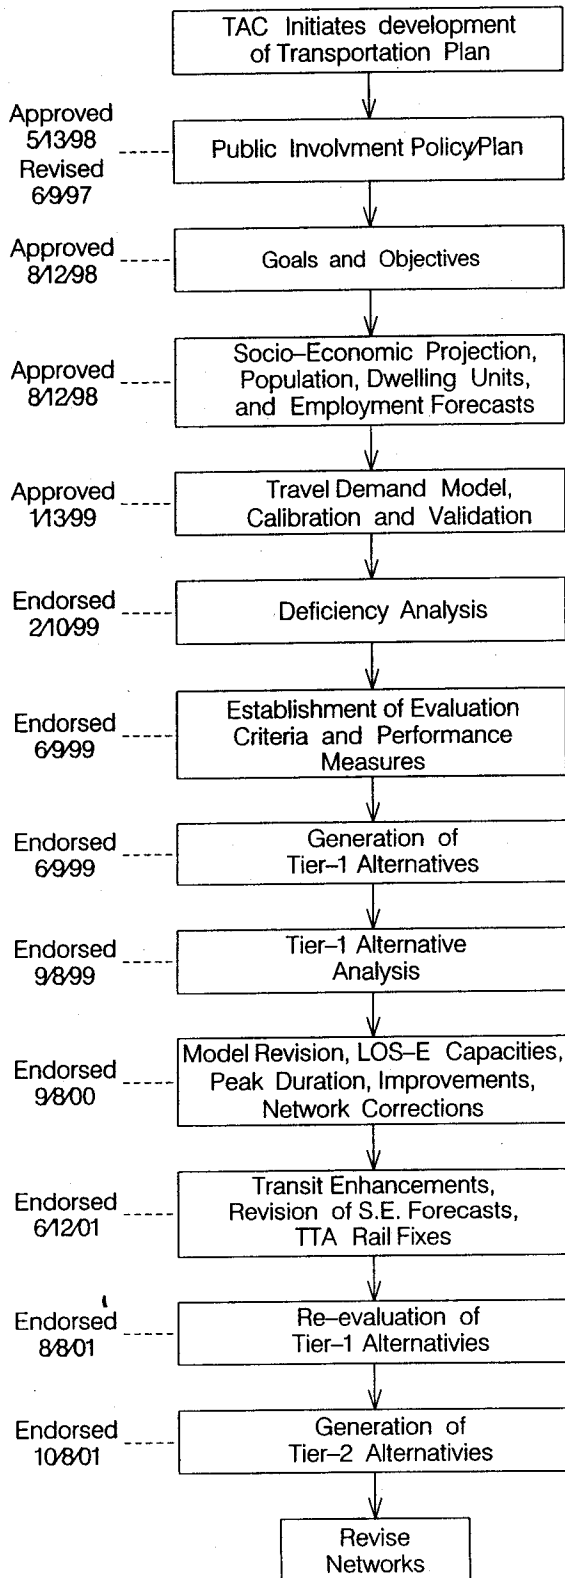 TAC Initiates development
of Transportation Plan
Approved
5/13/98
Revised
6/9/97
Public Involvment Policy/Plan
Approved
8/12/98
Goals and Objectives
Approved
8/12/98
Socio-Economic Projection,
Population, Dwelling Units,
and Employment Forecasts
Approved
1/13/99
Travel Demand Model,
Calibration and Validation
Endorsed
2/10/99
Deficiency Analysis
Endorsed
6/9/99
Establishment of Evaluation
Criteria and Performance
Measures
Endorsed
6/9/99
Generation of
Tier-1 Alternatives
Endorsed
9/8/99
Tier-1 Alternative
Analysis
Endorsed
9/8/00
Model Revision, LOS-E Capacities,
Peak Duration, Improvements,
Network Corrections
Endorsed
6/12/01
Transit Enhancements,
Revision of S.E. Forecasts,
TTA Rail Fixes
Endorsed
8/8/01
Re-evaluation of
Tier-1 Alternativies
Endorsed
10/8/01
Generation of
Tier-2 Alternativies
Revise
Networks